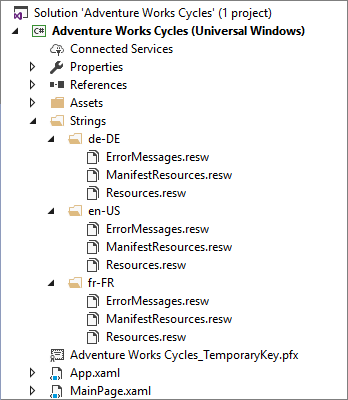 Solution 'Adventure Works Cycles' (1 project)
C# Adventure Works Cycles (Universal Windows)
Connected Services
Properties
References
Assets
Strings
de-DE
ErrorMessages.resw
ManifestResources.resw
Resources.resw
en-US
ErrorMessages.resw
ManifestResources.resw
Resources.resw
fr-FR
ErrorMessages.resw
ManifestResources.resw
Resources.resw
Adventure Works Cycles_TemporaryKey.pfx
App.xaml
MainPage.xaml